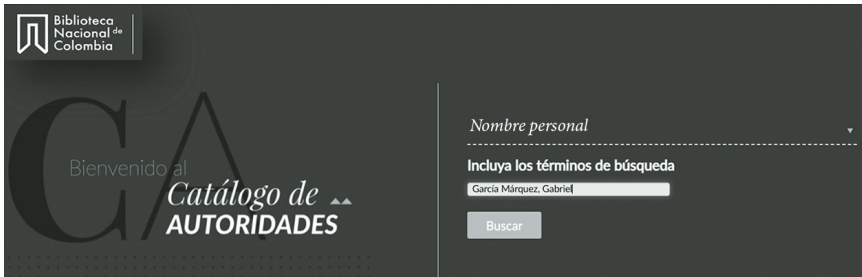 Biblioteca
Nacional de
Colombia
CA
Bienvenido al
Catálogo de
AUTORIDADES
Nombre personal
Incluya los términos de búsqueda
García Márquez, Gabriel
Buscar